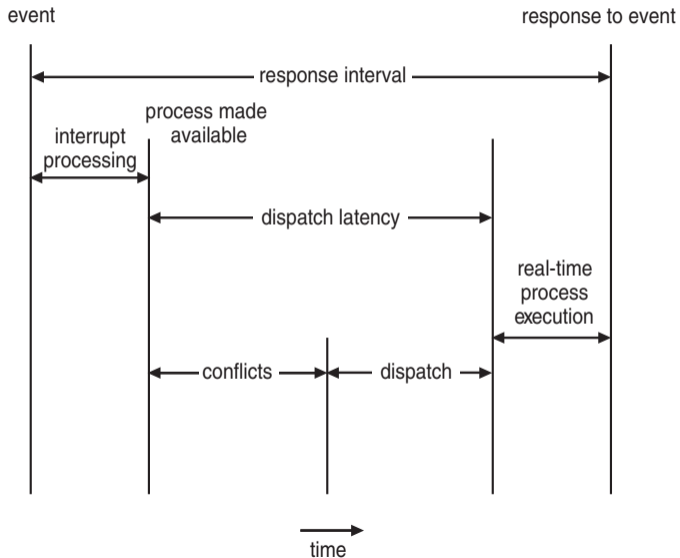 event
response to event
response interval
process made
available
interrupt
processing
dispatch latency
real-time
process
execution
conflicts
dispatch
time